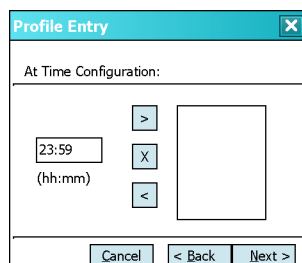 Profile Entry
X
At Time Configuration:
>
23:59
X
(hh:mm)
<
Cancel
< Back
Next >